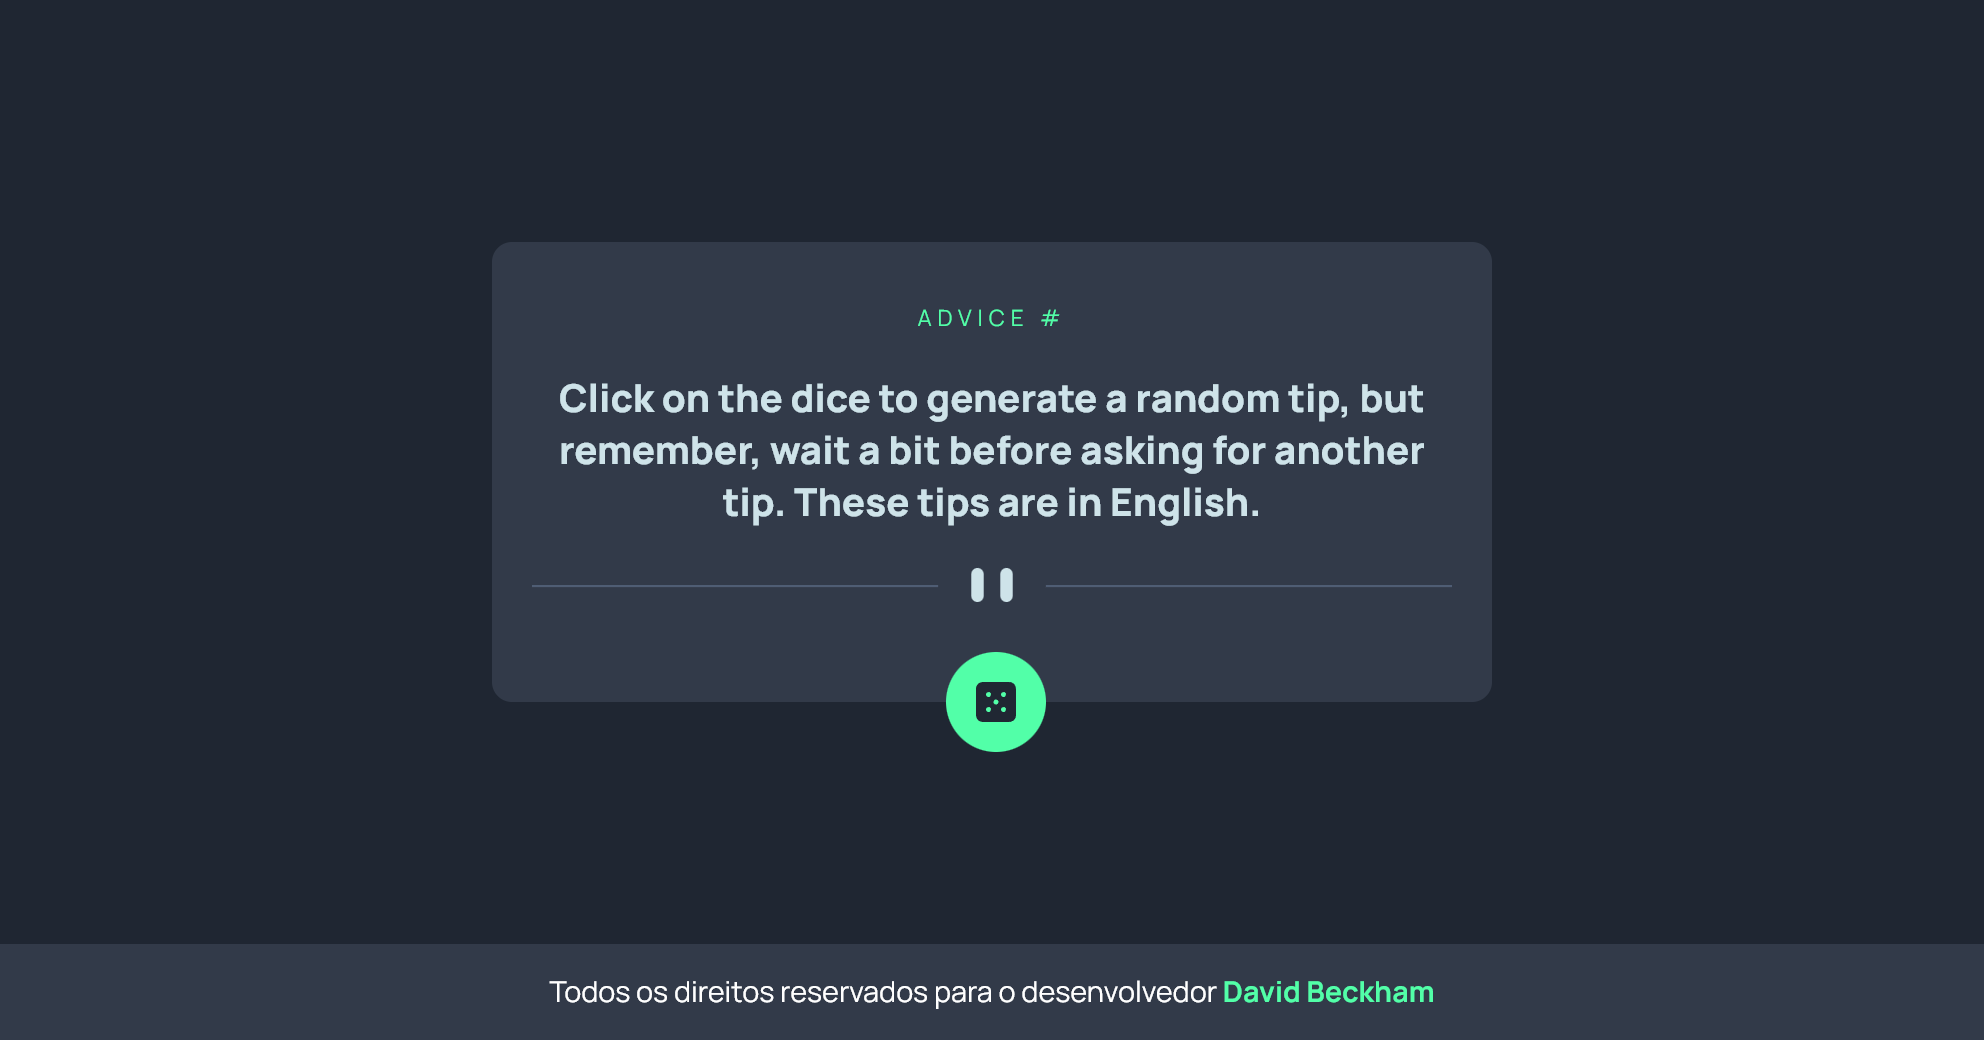 ADVICE #
Click on the dice to generate a random tip, but
remember, wait a bit before asking for another
tip. These tips are in English.
Todos os direitos reservados para o desenvolvedor David Beckham